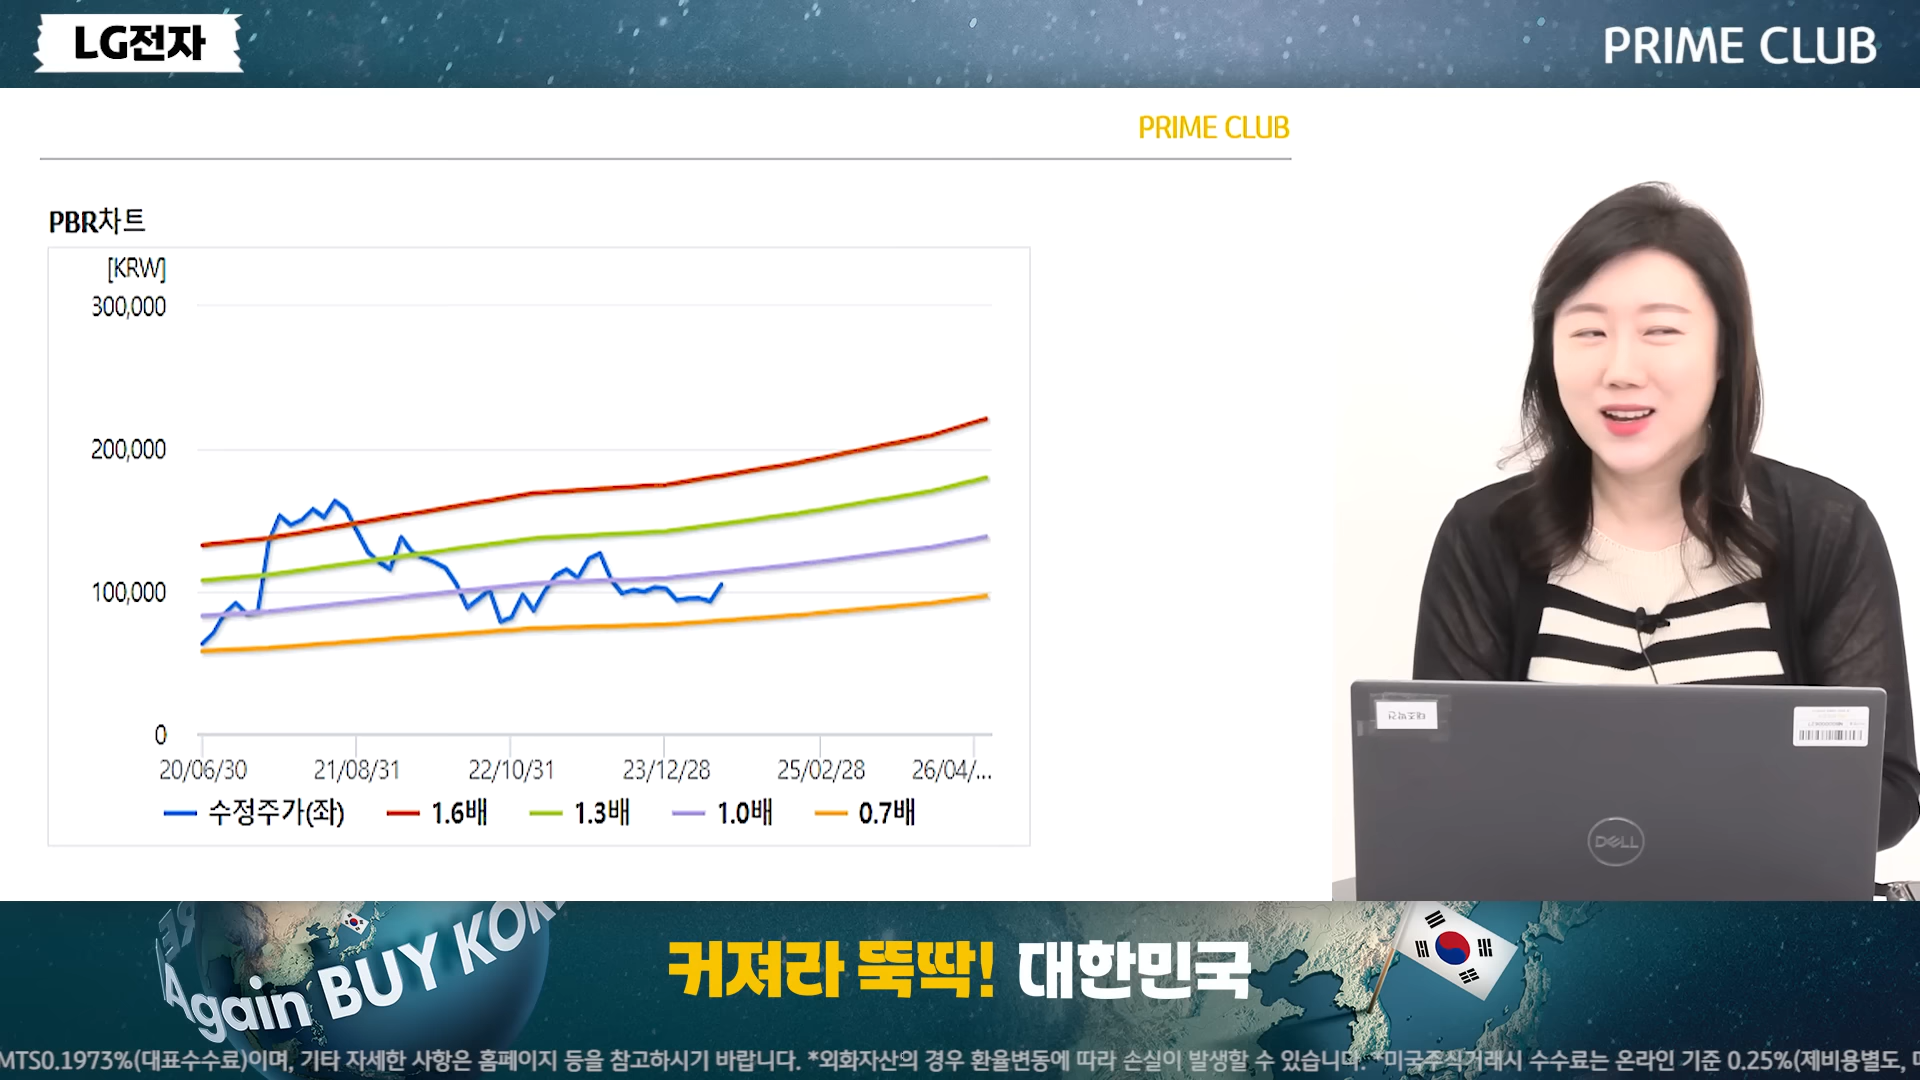 LG전자
PRIME CLUB
PRIME CLUB
PBR차트
[KRW]
300,000
200,000
100,000
0
20/06/30 21/08/31 22/10/31 23/12/28 25/02/28 26/04/...
수정주가(좌) 1.6배 1.3배 1.0배 0.7배
DELL
Again BUY KOR
커져라 뚝딱! 대한민국
MTS0.1973%(대표수수료)이며, 기타 자세한 사항은 홈페이지 등을 참고하시기 바랍니다. *외화자산의 경우 환율변동에 따라 손실이 발생할 수 있습니다. *미국주식거래시 수수료는 온라인 기준 0.25%(제비용별도,